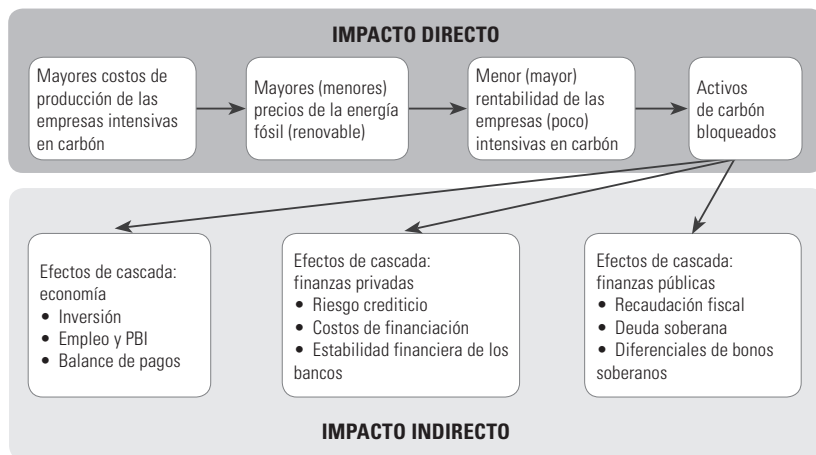 IMPACTO DIRECTO
Mayores costos de
producción de las
empresas intensivas
en carbón
Mayores (menores)
precios de la energía
fósil (renovable)
Menor (mayor)
rentabilidad de las
empresas (poco)
intensivas en carbón
Activos
de carbón
bloqueados
Efectos de cascada:
economía
• Inversión
• Empleo y PBI
• Balance de pagos
Efectos de cascada:
finanzas privadas
• Riesgo crediticio
• Costos de financiación
• Estabilidad financiera de los
bancos
Efectos de cascada:
finanzas públicas
• Recaudación fiscal
• Deuda soberana
• Diferenciales de bonos
soberanos
IMPACTO INDIRECTO